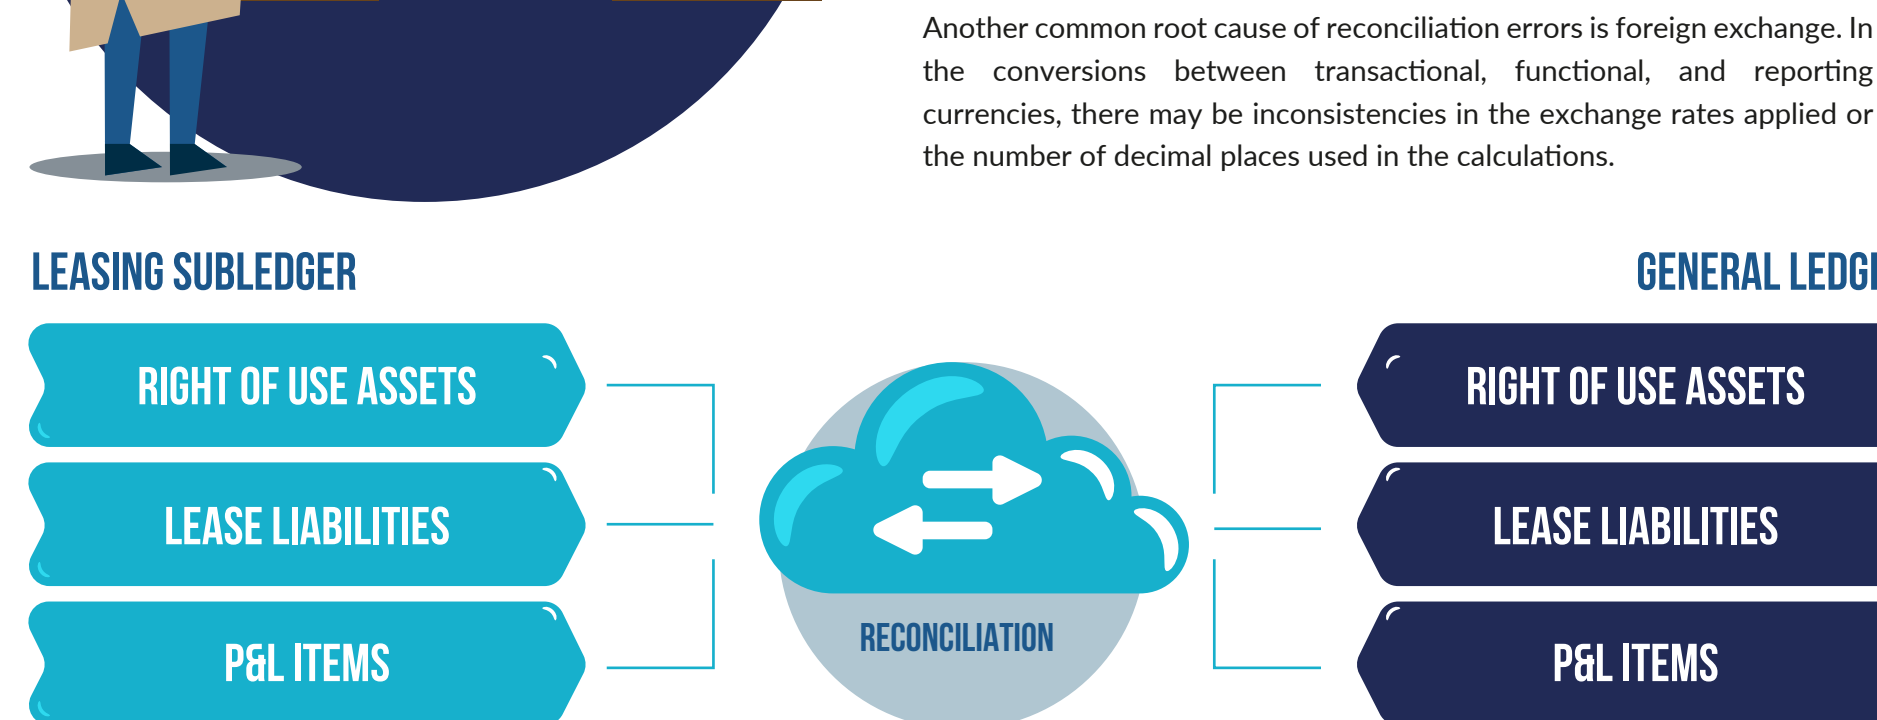 Another common root cause of reconciliation errors is foreign exchange. In
the conversions between transactional, functional, and reporting
currencies, there may be inconsistencies in the exchange rates applied or
the number of decimal places used in the calculations.
LEASING SUBLEDGER
RIGHT OF USE ASSETS
LEASE LIABILITIES
P&L ITEMS
RECONCILIATION
GENERAL
RIGHT OF USE ASSETS
LEASE LIABILITIES
P&L ITEMS